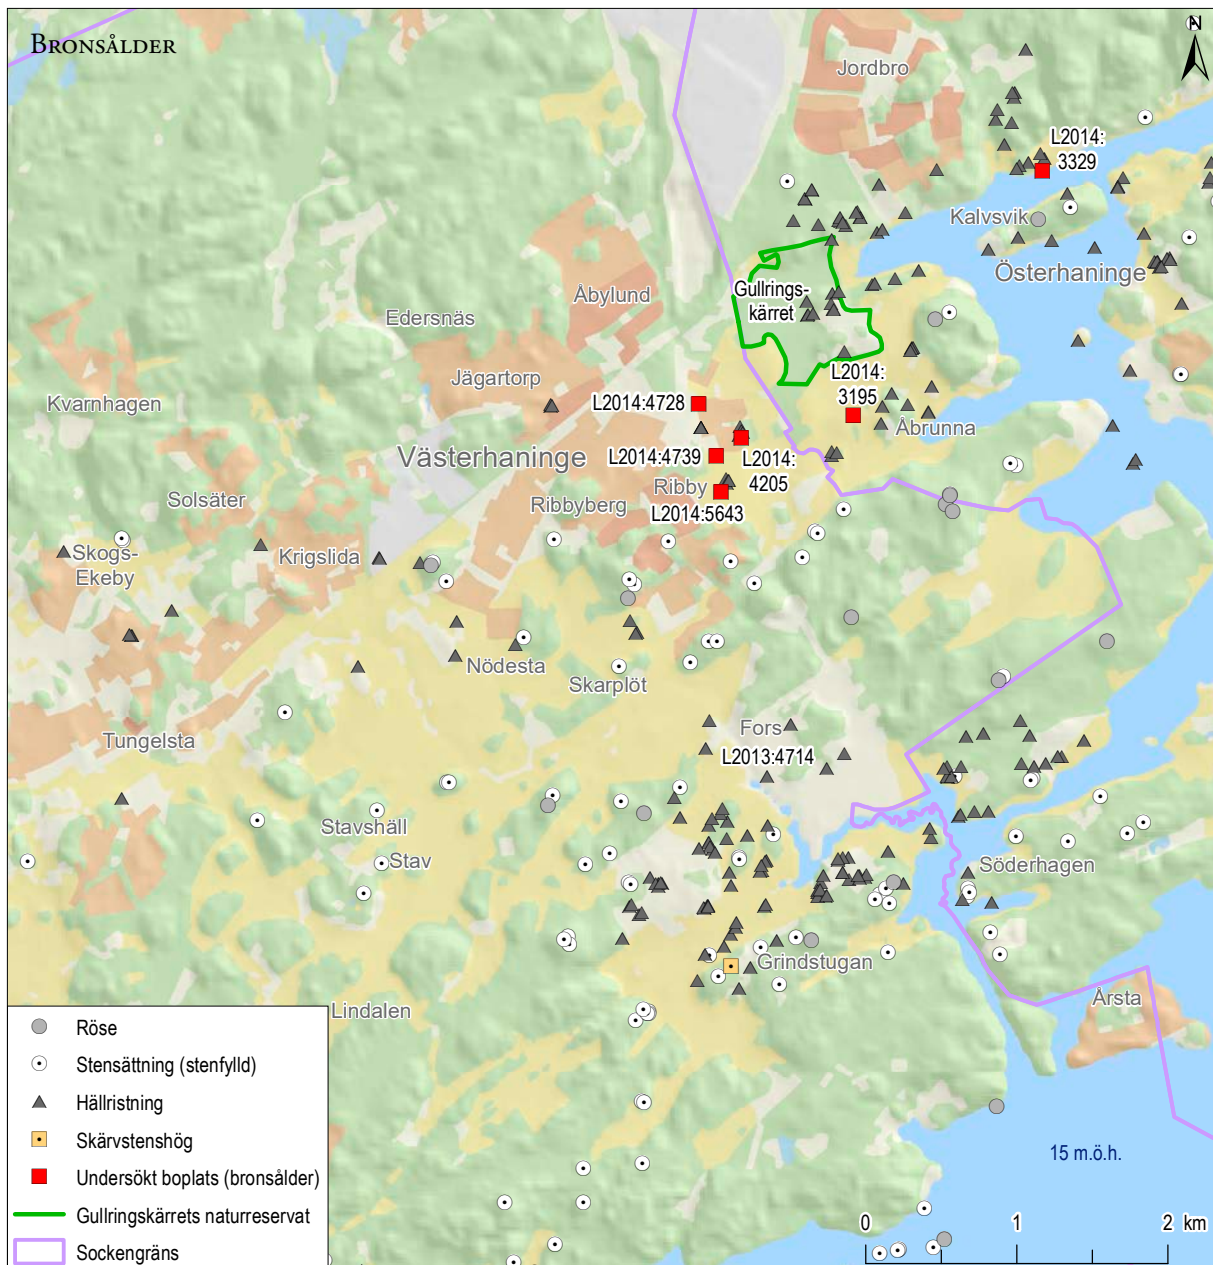 BRONSÅLDER
N
Jordbro
L2014:
3329
Kalvsvik
Österhaninge
Gullrings-
kärret
Åbylund
Edersnäs
Jägartorp
Kvarnhagen
L2014:4728
L2014:
3195
Åbrunna
Västerhaninge
L2014:4739
L2014:
4205
Ribby
Solsäter
Ribbyberg
L2014:5643
Skogs-
Ekeby
Krigslida
Nödesta
Skarplöt
Tungelsta
Fors
L2013:4714
Stavshäll
Stav
Söderhagen
Grindstugan
Årsta
Lindalen
Röse
Stensättning (stenfylld)
Hällristning
Skärvstenshög
Undersökt boplats (bronsålder)
Gullringskärrets naturreservat
Sockengräns
15 m.ö.h.
0 1 2 km